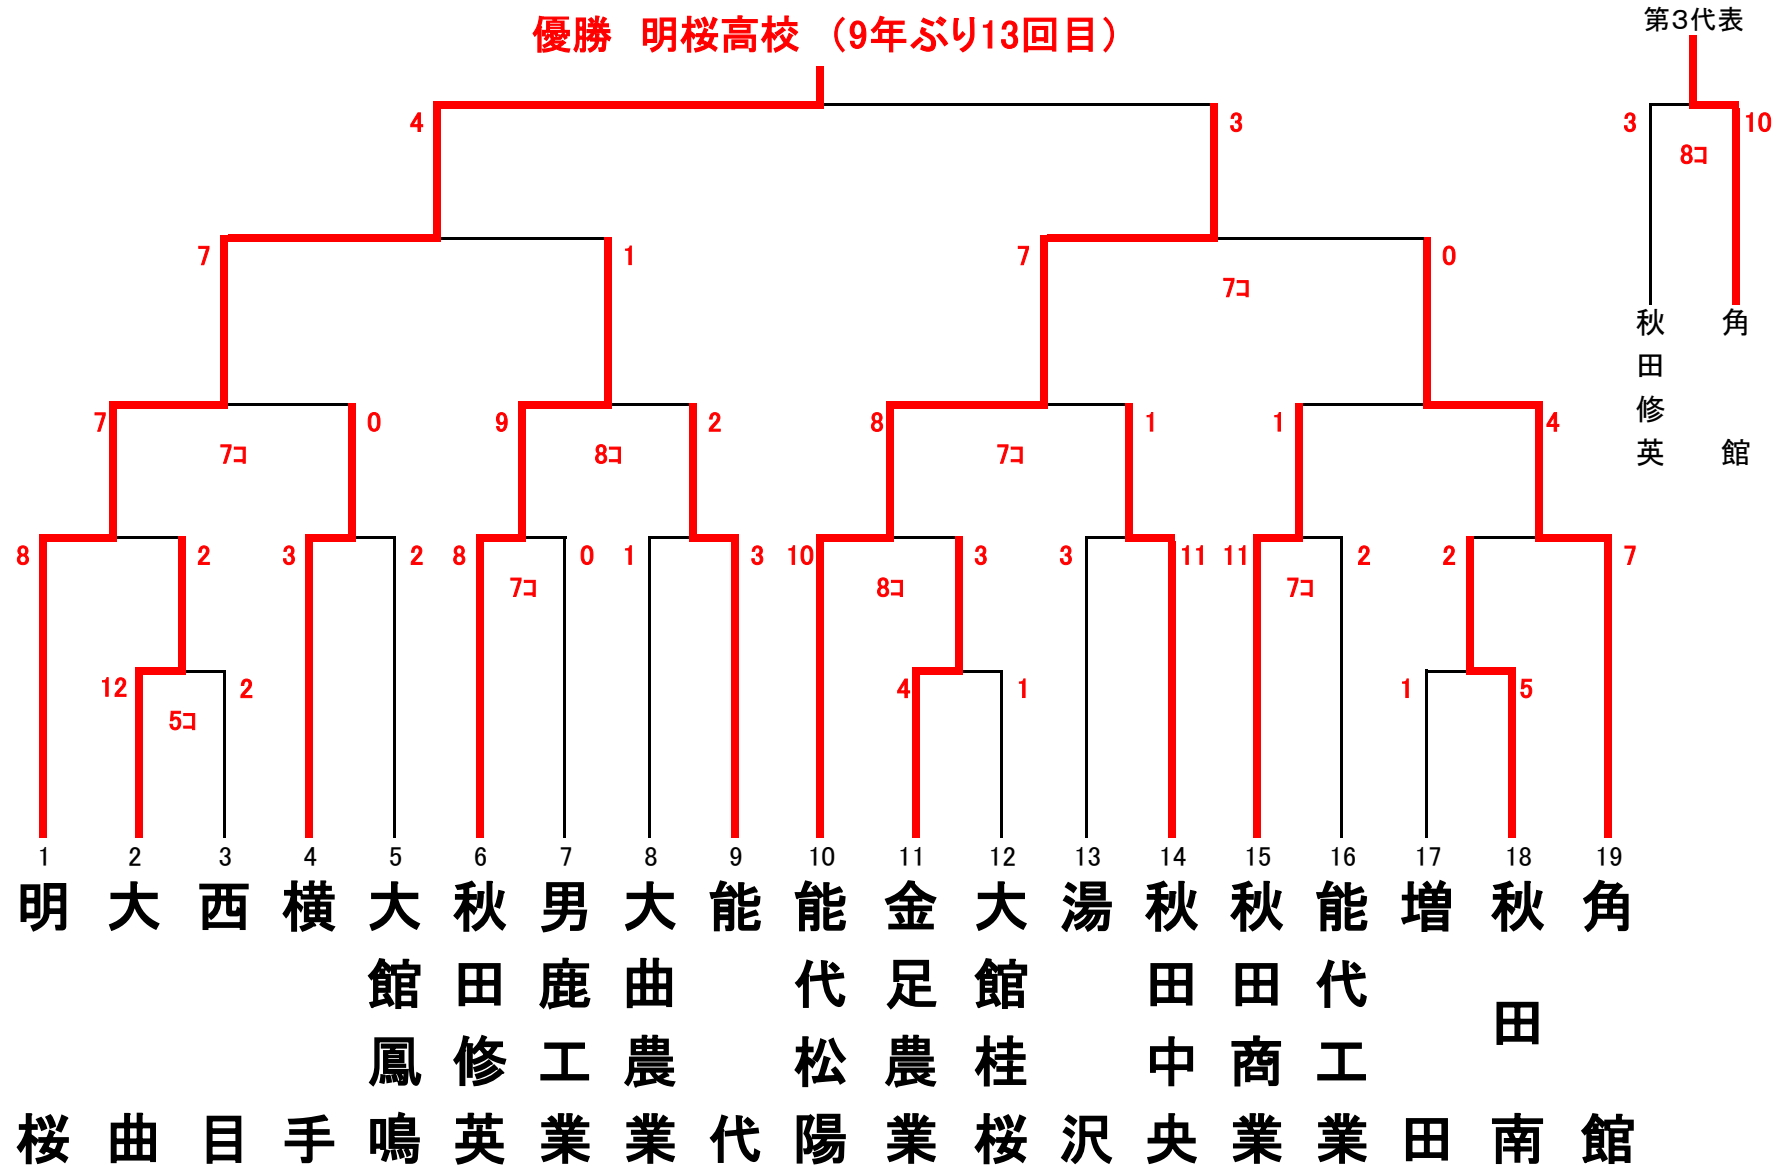 優勝　明桜高校　（9年ぶり13回目）
第3代表
4
3
3
10
8コ
7
1
7
0
7コ
秋田修英
角館
7
0
9
2
8
1
1
4
7コ
8コ
7コ
8
2
3
2
8
0
1
3
10
3
3
11
11
2
2
7
7コ
8コ
7コ
12
2
4
1
1
5
5コ
1
2
3
4
5
6
7
8
9
10
11
12
13
14
15
16
17
18
19
明桜
大曲
西目
横手
大館鳳鳴
秋田修英
男鹿工業
大曲農業
能代
能代松陽
金足農業
大館桂桜
湯沢
秋田中央
秋田商業
能代工業
増田
秋田南
角館